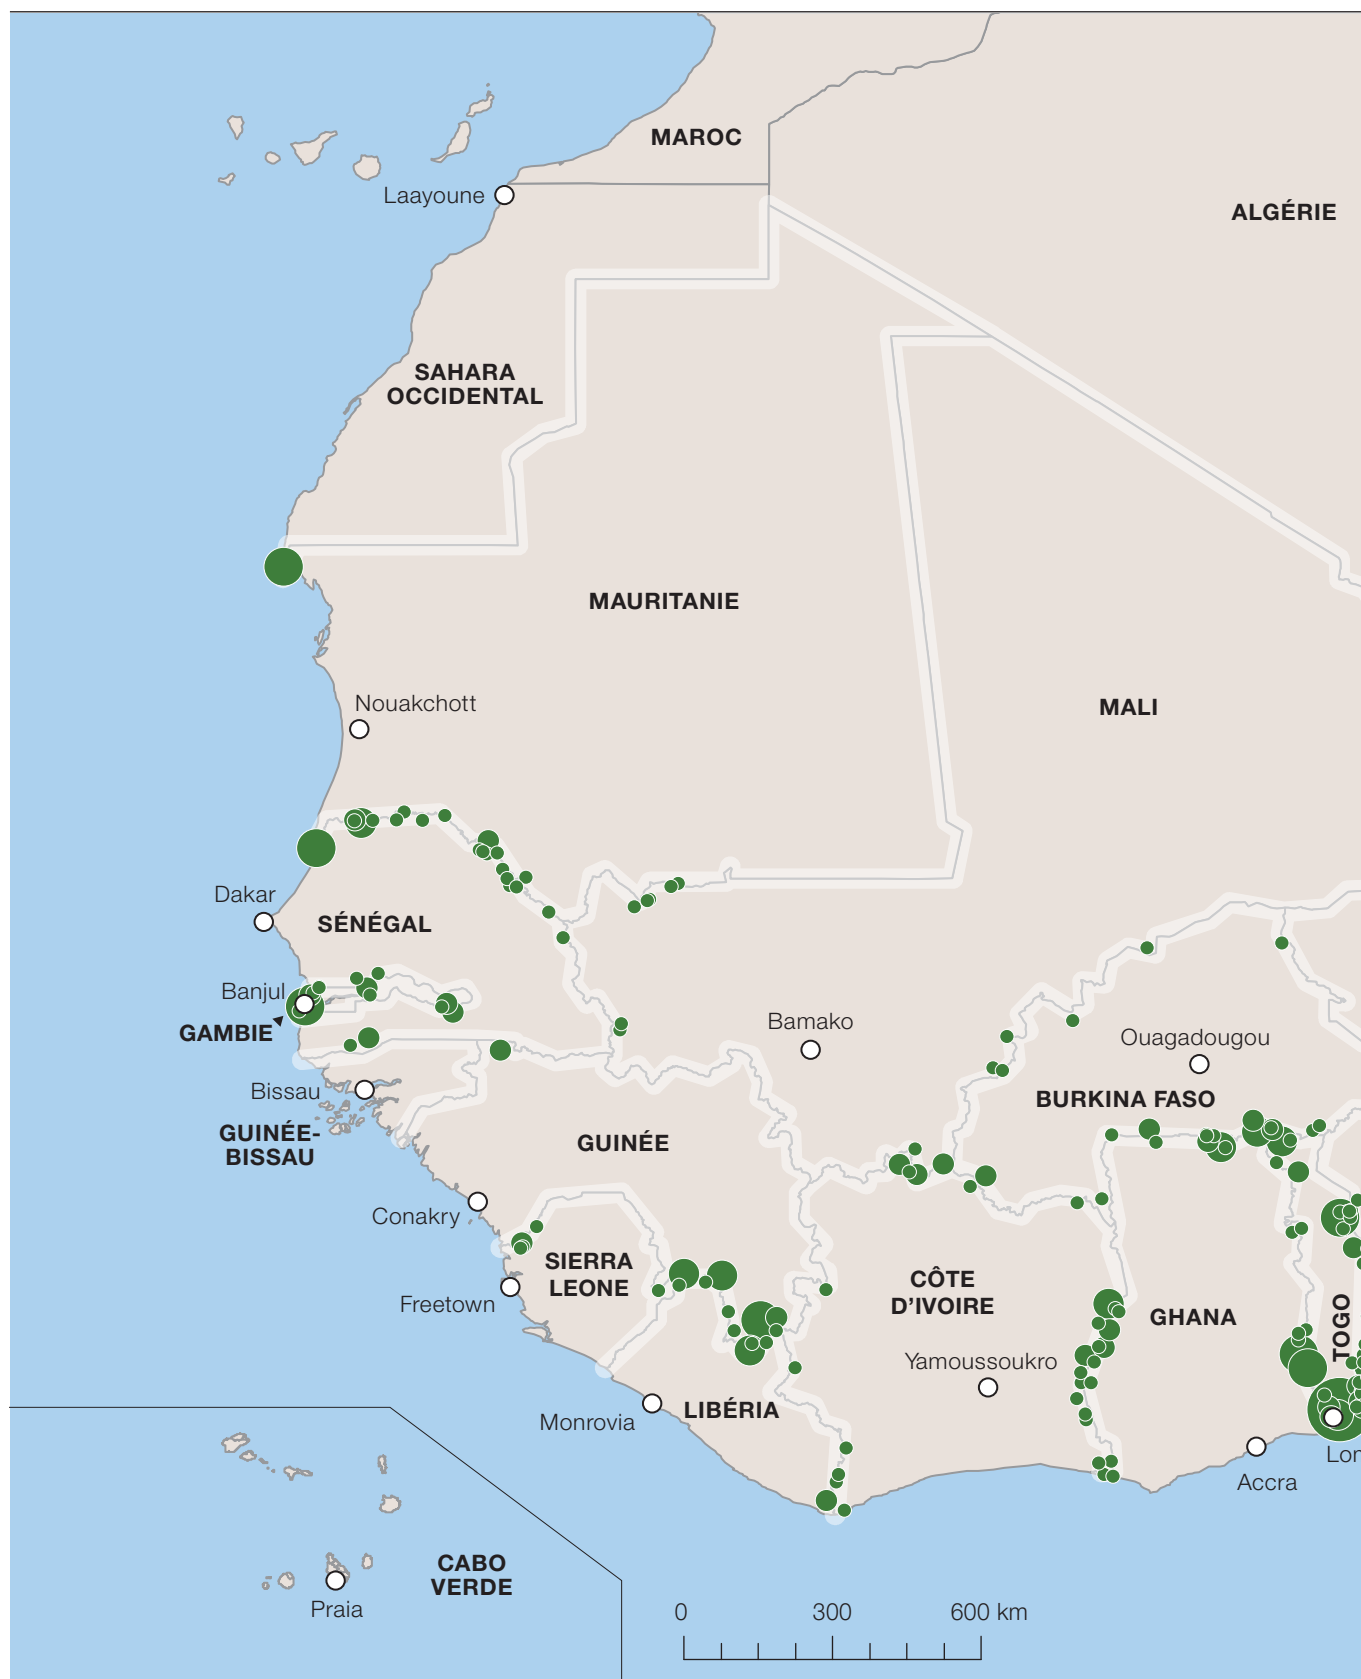 MAROC
Laayoune
ALGÉRIE
SAHARA
OCCIDENTAL
MAURITANIE
Nouakchott
MALI
Dakar
SÉNÉGAL
Banjul
GAMBIE
Bamako
Ouagadougou
Bissau
BURKINA FASO
GUINÉE-
BISSAU
GUINÉE
Conakry
SIERRA
LEONE
Freetown
CÔTE
D'IVOIRE
GHANA
TOGO
Yamoussoukro
Monrovia
LIBÉRIA
Lom
Accra
CABO
VERDE
Praia
0 300 600 km